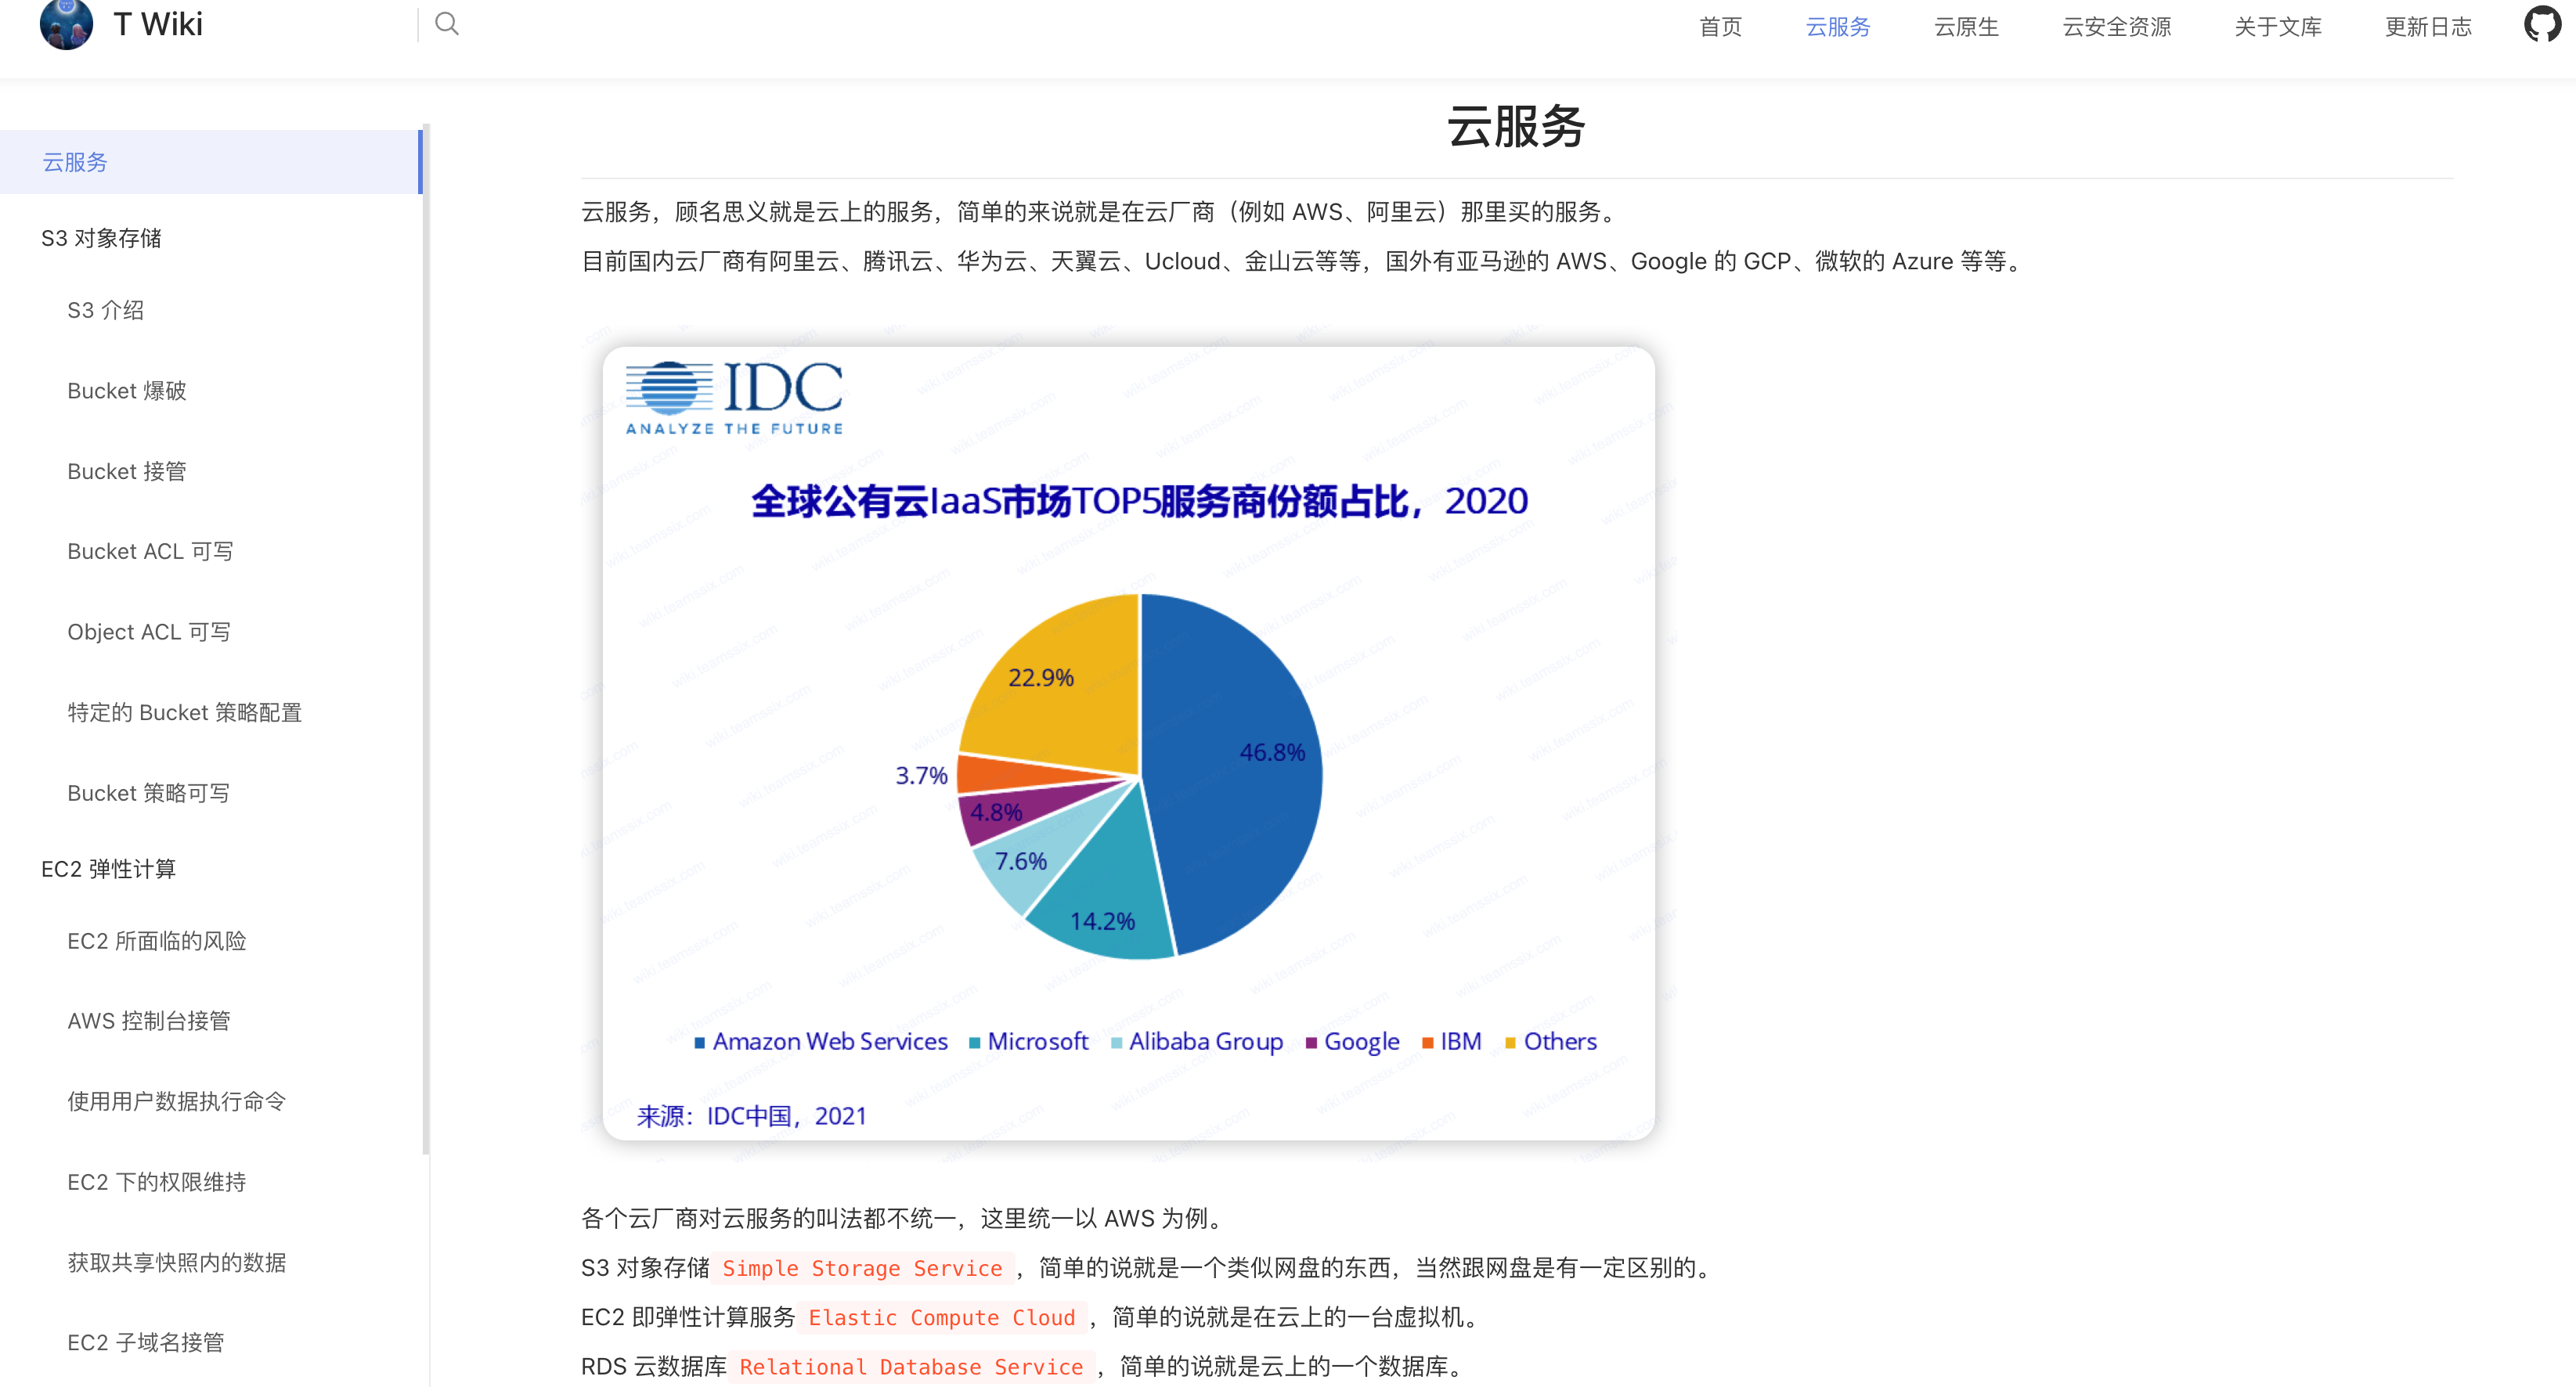 T Wiki
首页 云服务 云原生 云安全资源 关于文库 更新日志
云服务
S3 对象存储
S3 介绍
Bucket 爆破
Bucket 接管
Bucket ACL 可写
Object ACL 可写
特定的 Bucket 策略配置
Bucket 策略可写
EC2 弹性计算
EC2 所面临的风险
AWS 控制台接管
使用用户数据执行命令
EC2 下的权限维持
获取共享快照内的数据
EC2 子域名接管
云服务
云服务，顾名思义就是云上的服务，简单的来说就是在云厂商（例如 AWS、阿里云）那里买的服务。
目前国内云厂商有阿里云、腾讯云、华为云、天翼云、Ucloud、金山云等等，国外有亚马逊的 AWS、Google 的 GCP、微软的 Azure 等等。
IDC
ANALYZE THE FUTURE
全球公有云IaaS市场TOP5服务商份额占比，2020
22.9%
46.8%
3.7%
4.8%
7.6%
14.2%
Amazon Web Services Microsoft Alibaba Group Google IBM Others
来源：IDC中国，2021
wiki.teamssix.com
各个云厂商对云服务的叫法都不统一，这里统一以 AWS 为例。
S3 对象存储 Simple Storage Service ，简单的说就是一个类似网盘的东西，当然跟网盘是有一定区别的。
EC2 即弹性计算服务 Elastic Compute Cloud ，简单的说就是在云上的一台虚拟机。
RDS 云数据库 Relational Database Service ，简单的说就是云上的一个数据库。